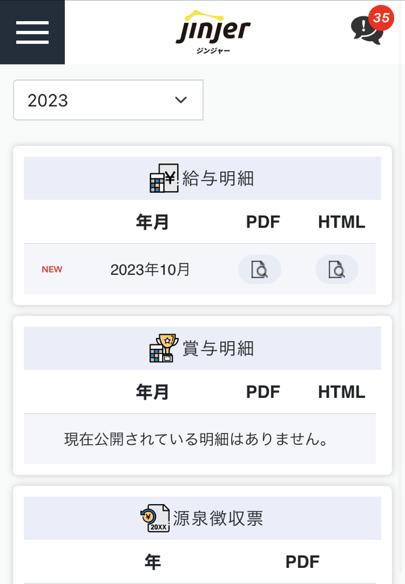 jinjer
ジンジャー
35
2023
¥ 給与明細
年月 PDF HTML
NEW 2023年10月
賞与明細
年月 PDF HTML
現在公開されている明細はありません。
¥ 20XX 源泉徴収票
年 PDF